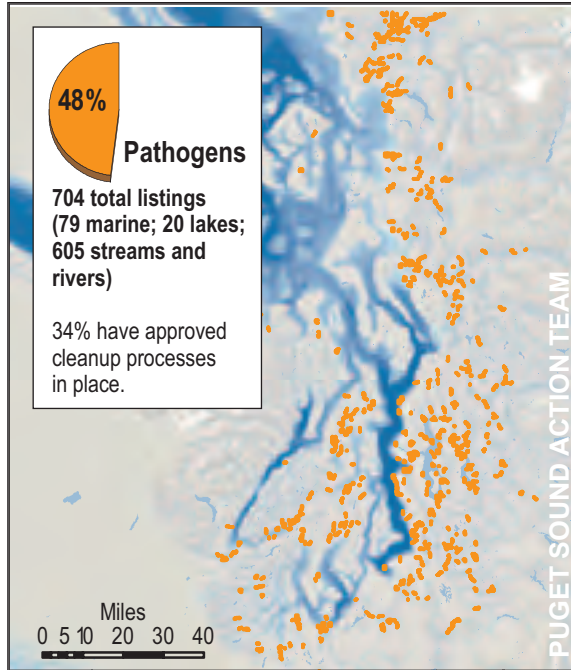 48%
Pathogens
704 total listings
(79 marine; 20 lakes;
605 streams and
rivers)
34% have approved
cleanup processes
in place.
Miles
0 5 10 20 30 40
PUGET SOUND ACTION TEAM